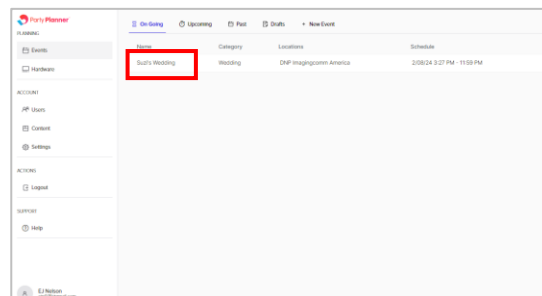 Party Planner
PLANNING
Events
Hardware
ACCOUNT
Users
Content
Settings
ACTIONS
Logout
SUPPORT
Help
EJ Nelson
On-Going Upcoming Past Drafts + New Event
Name Category Locations Schedule
Suzi's Wedding Wedding DNP Imagingcomm America 2/08/24 3:27 PM - 11:59 PM